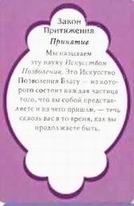 Закон
Притяжения
Принятие
Мы называем
эту науку Искусством
Позволения. Это Искусство
Позволения Благу — из кото-
рого состоит каждая частица
того, что вы собой представ-
ляете и из чего пришли, — течь
сквозь вас в то время, как вы
продолжаете быть.